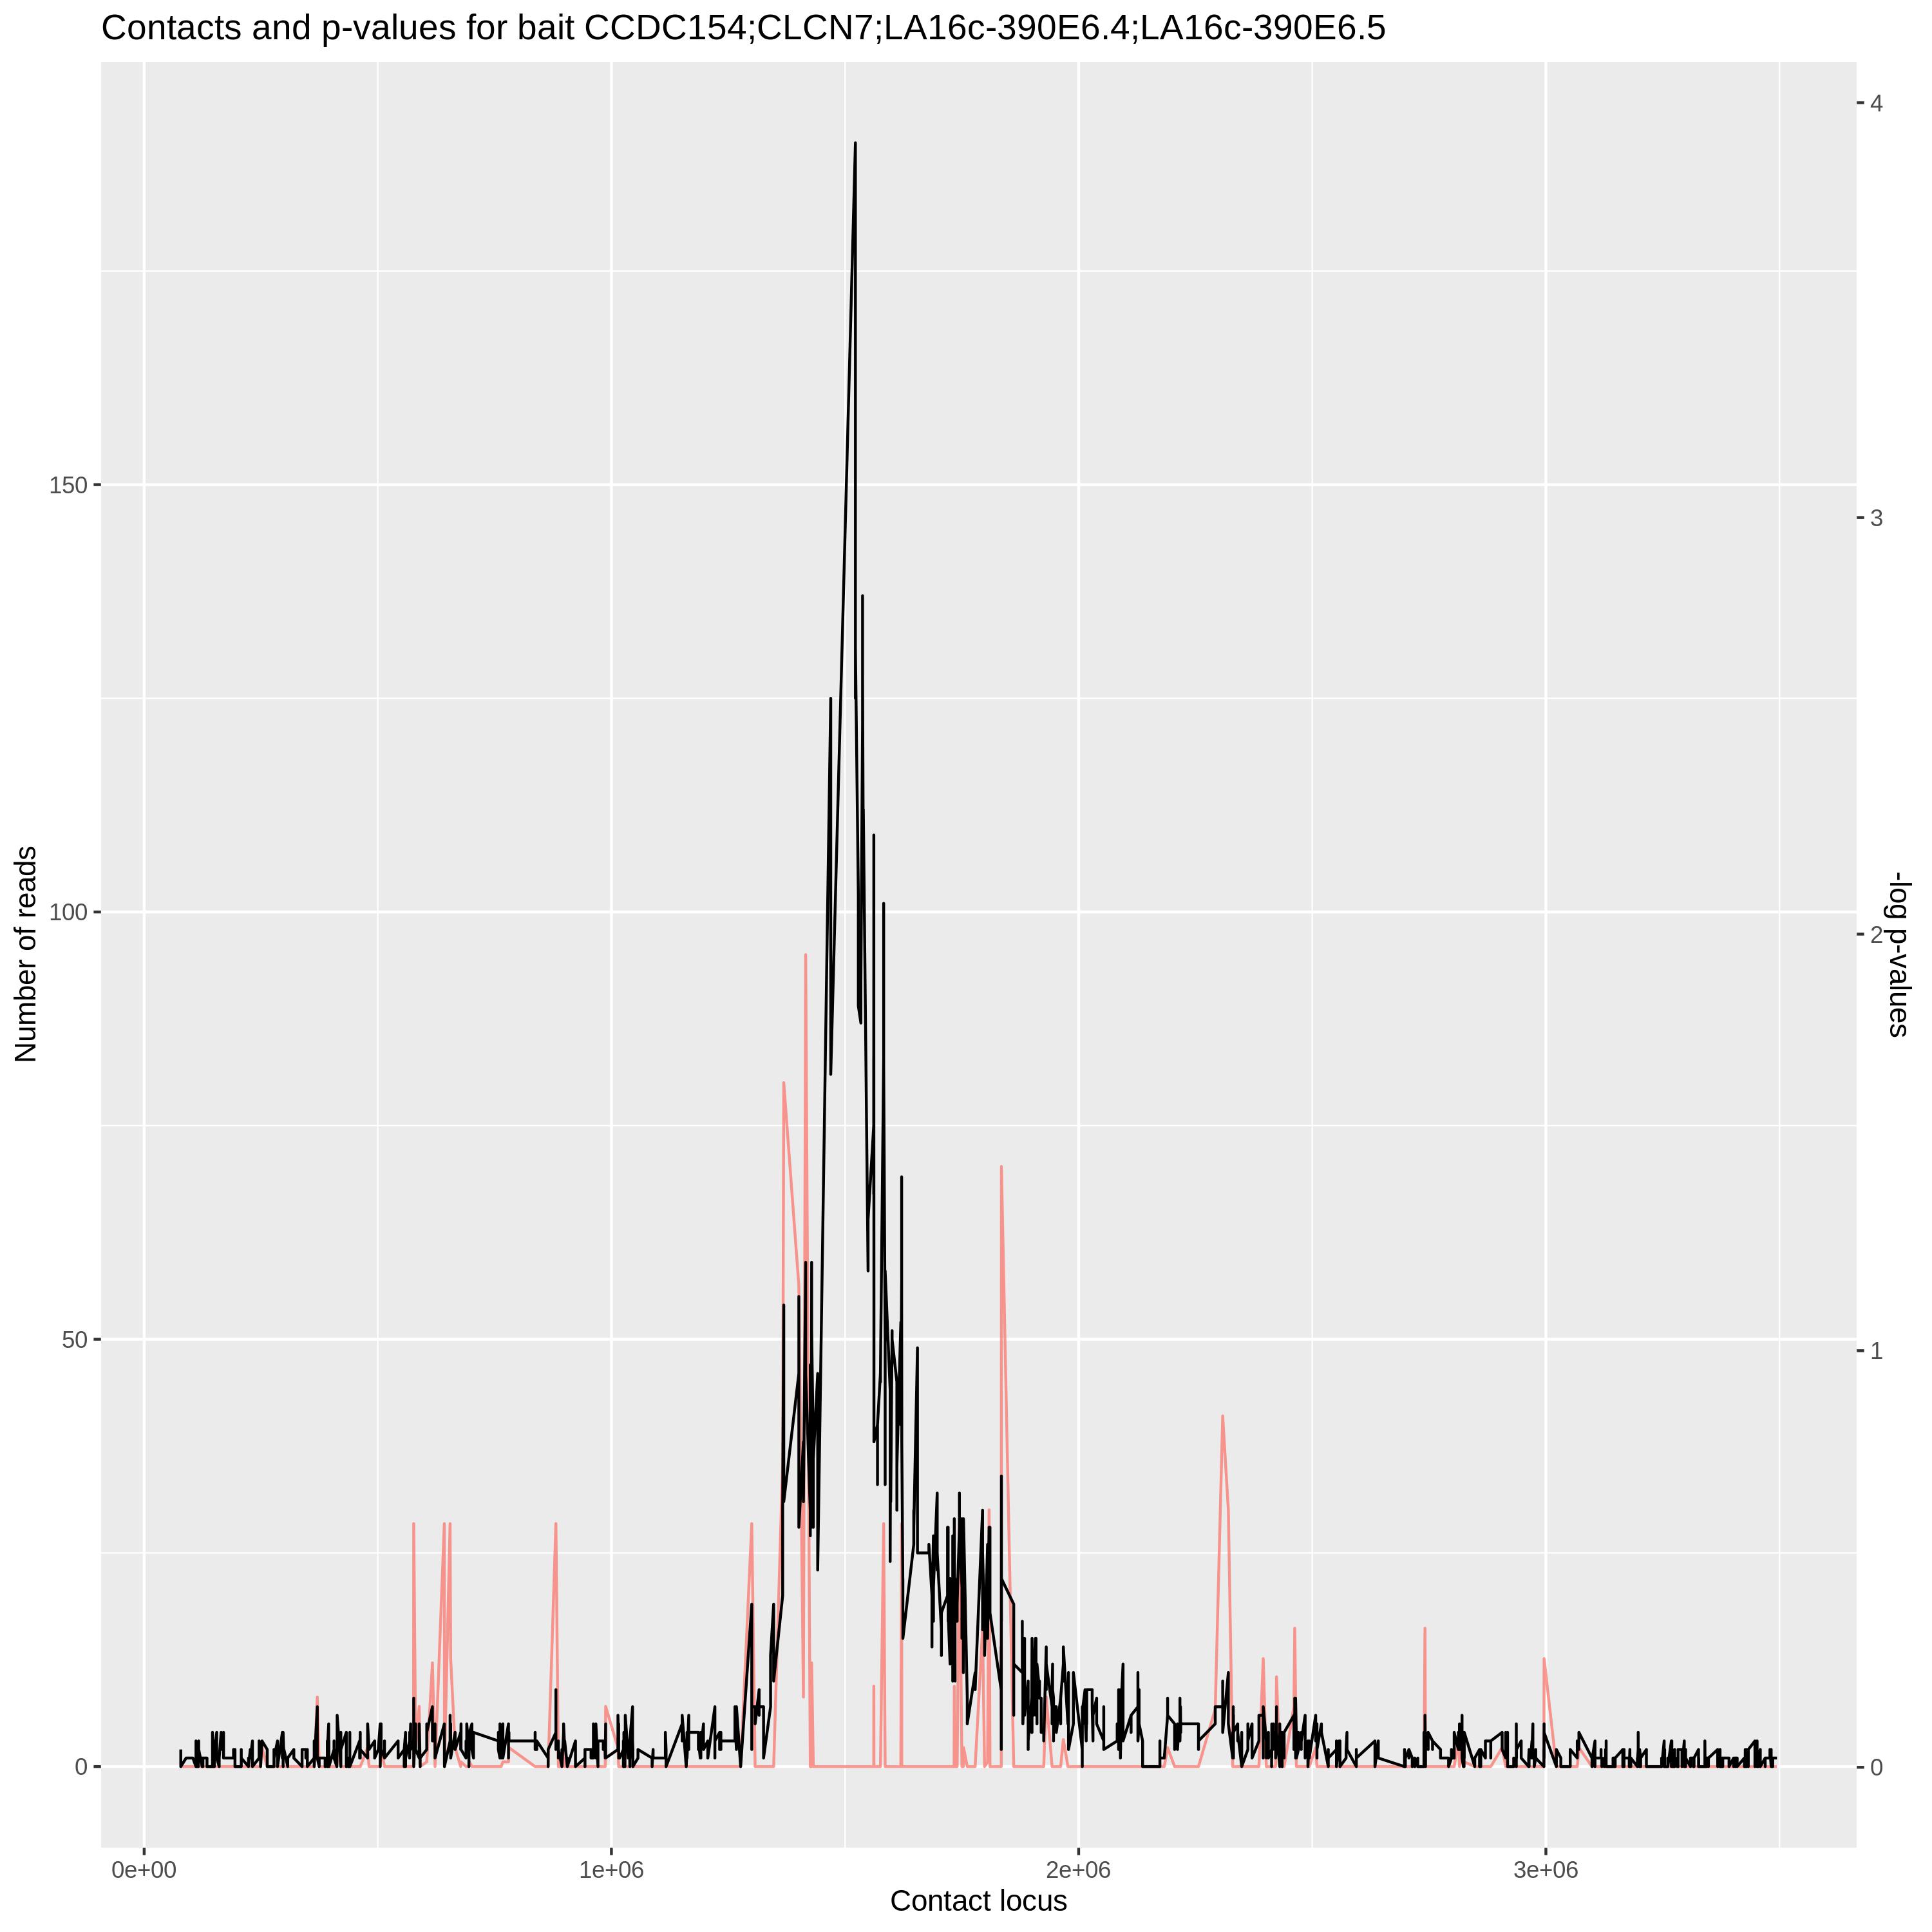 Contacts and p-values for bait CCDC154;CLCN7;LA16c-390E6.4;LA16c-390E6.5
Number of reads
150
100
50
0
4
3
2
1
0
-log p-values
0e+00 1e+06 2e+06 3e+06
Contact locus